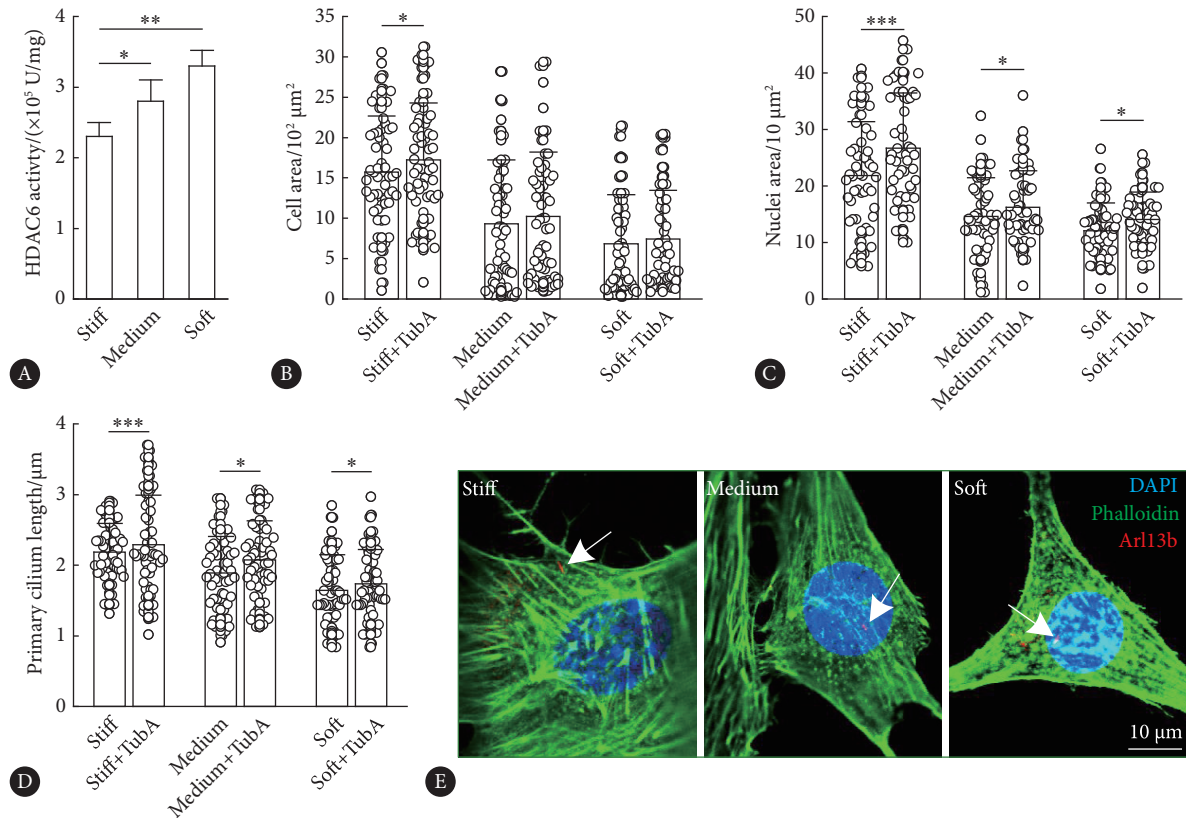 **
*
4
3
2
1
0
HDAC6 activty/(×10⁵ U/mg)
Stiff
Medium
Soft
A
*
35
30
25
20
15
10
5
0
Cell area/10² μm²
Stiff
Stiff+TubA
Medium
Medium+TubA
Soft
Soft+TubA
B
***
*
*
50
40
30
20
10
0
Nuclei area/10 μm²
Stiff
Stiff+TubA
Medium
Medium+TubA
Soft
Soft+TubA
C
***
*
*
4
3
2
1
0
Primary cilium length/μm
Stiff
Stiff+TubA
Medium
Medium+TubA
Soft
Soft+TubA
D
Stiff
Medium
Soft
DAPI
Phalloidin
Arl13b
10 μm
E